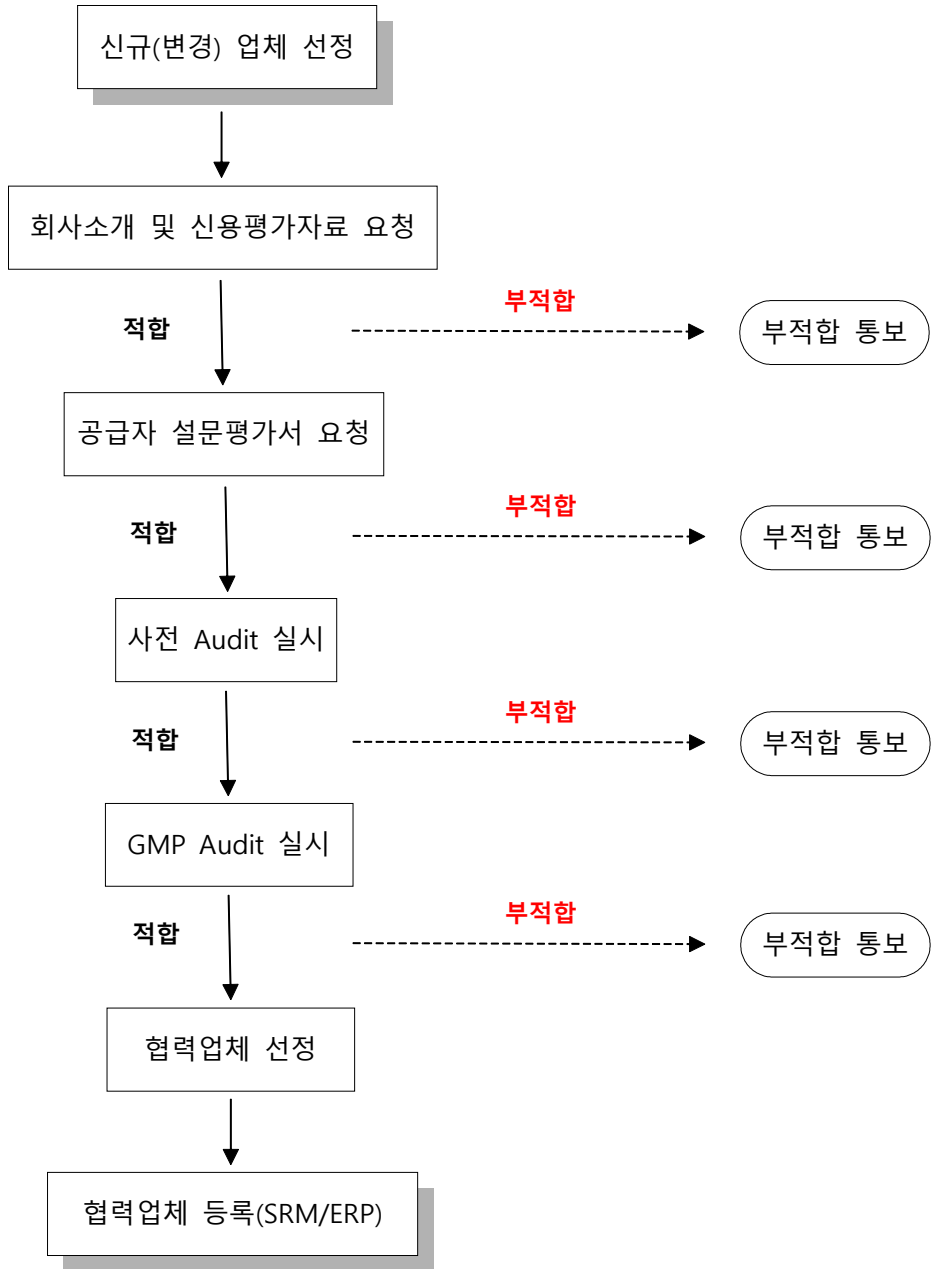 신규(변경) 업체 선정
회사소개 및 신용평가자료 요청
적합
부적합
부적합 통보
공급자 설문평가서 요청
적합
부적합
부적합 통보
사전 Audit 실시
적합
부적합
부적합 통보
GMP Audit 실시
적합
부적합
부적합 통보
협력업체 선정
협력업체 등록(SRM/ERP)